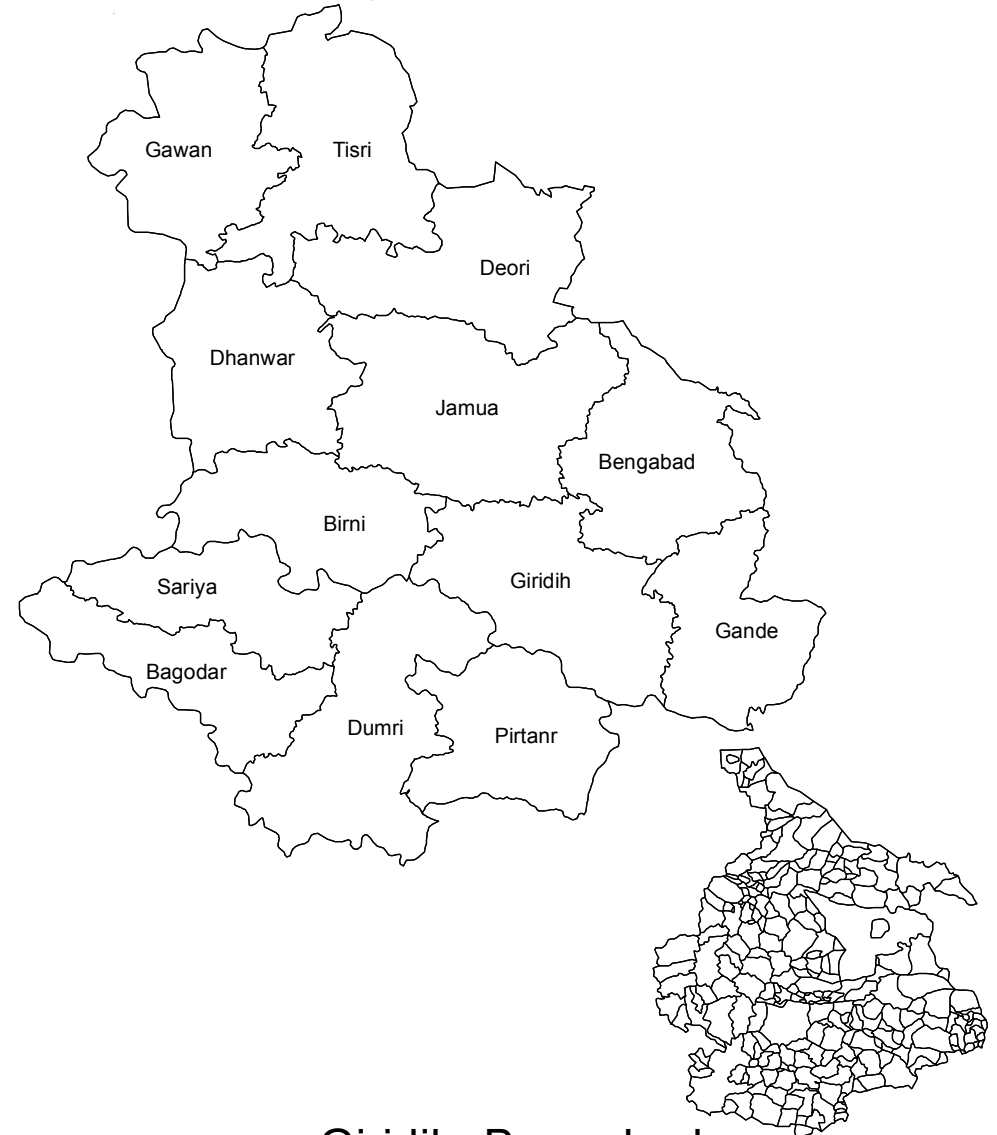 Gawan
Tisri
Deori
Dhanwar
Jamua
Bengabad
Birni
Sariya
Giridih
Gande
Bagodar
Dumri
Pirtanr